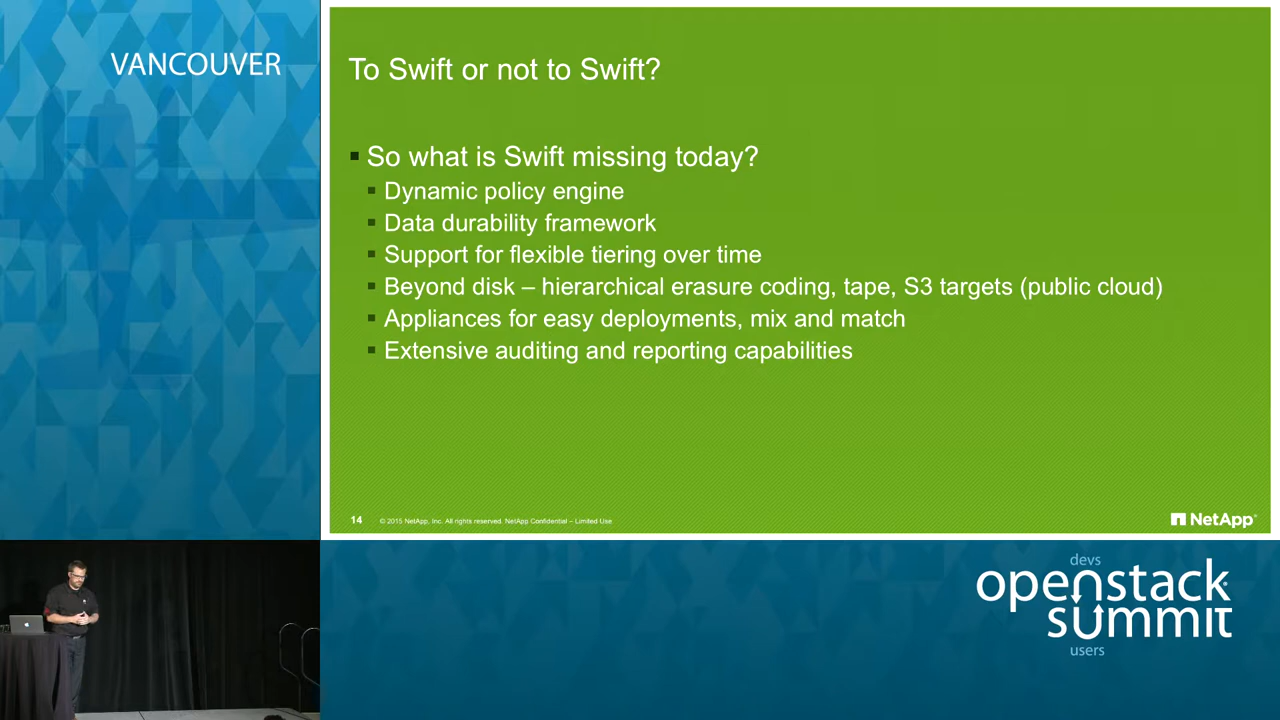 VANCOUVER
To Swift or not to Swift?
So what is Swift missing today?
Dynamic policy engine
Data durability framework
Support for flexible tiering over time
Beyond disk – hierarchical erasure coding, tape, S3 targets (public cloud)
Appliances for easy deployments, mix and match
Extensive auditing and reporting capabilities
14 © 2015 NetApp, Inc. All rights reserved. NetApp Confidential – Limited Use
NetApp
devs
openstack
summit
users